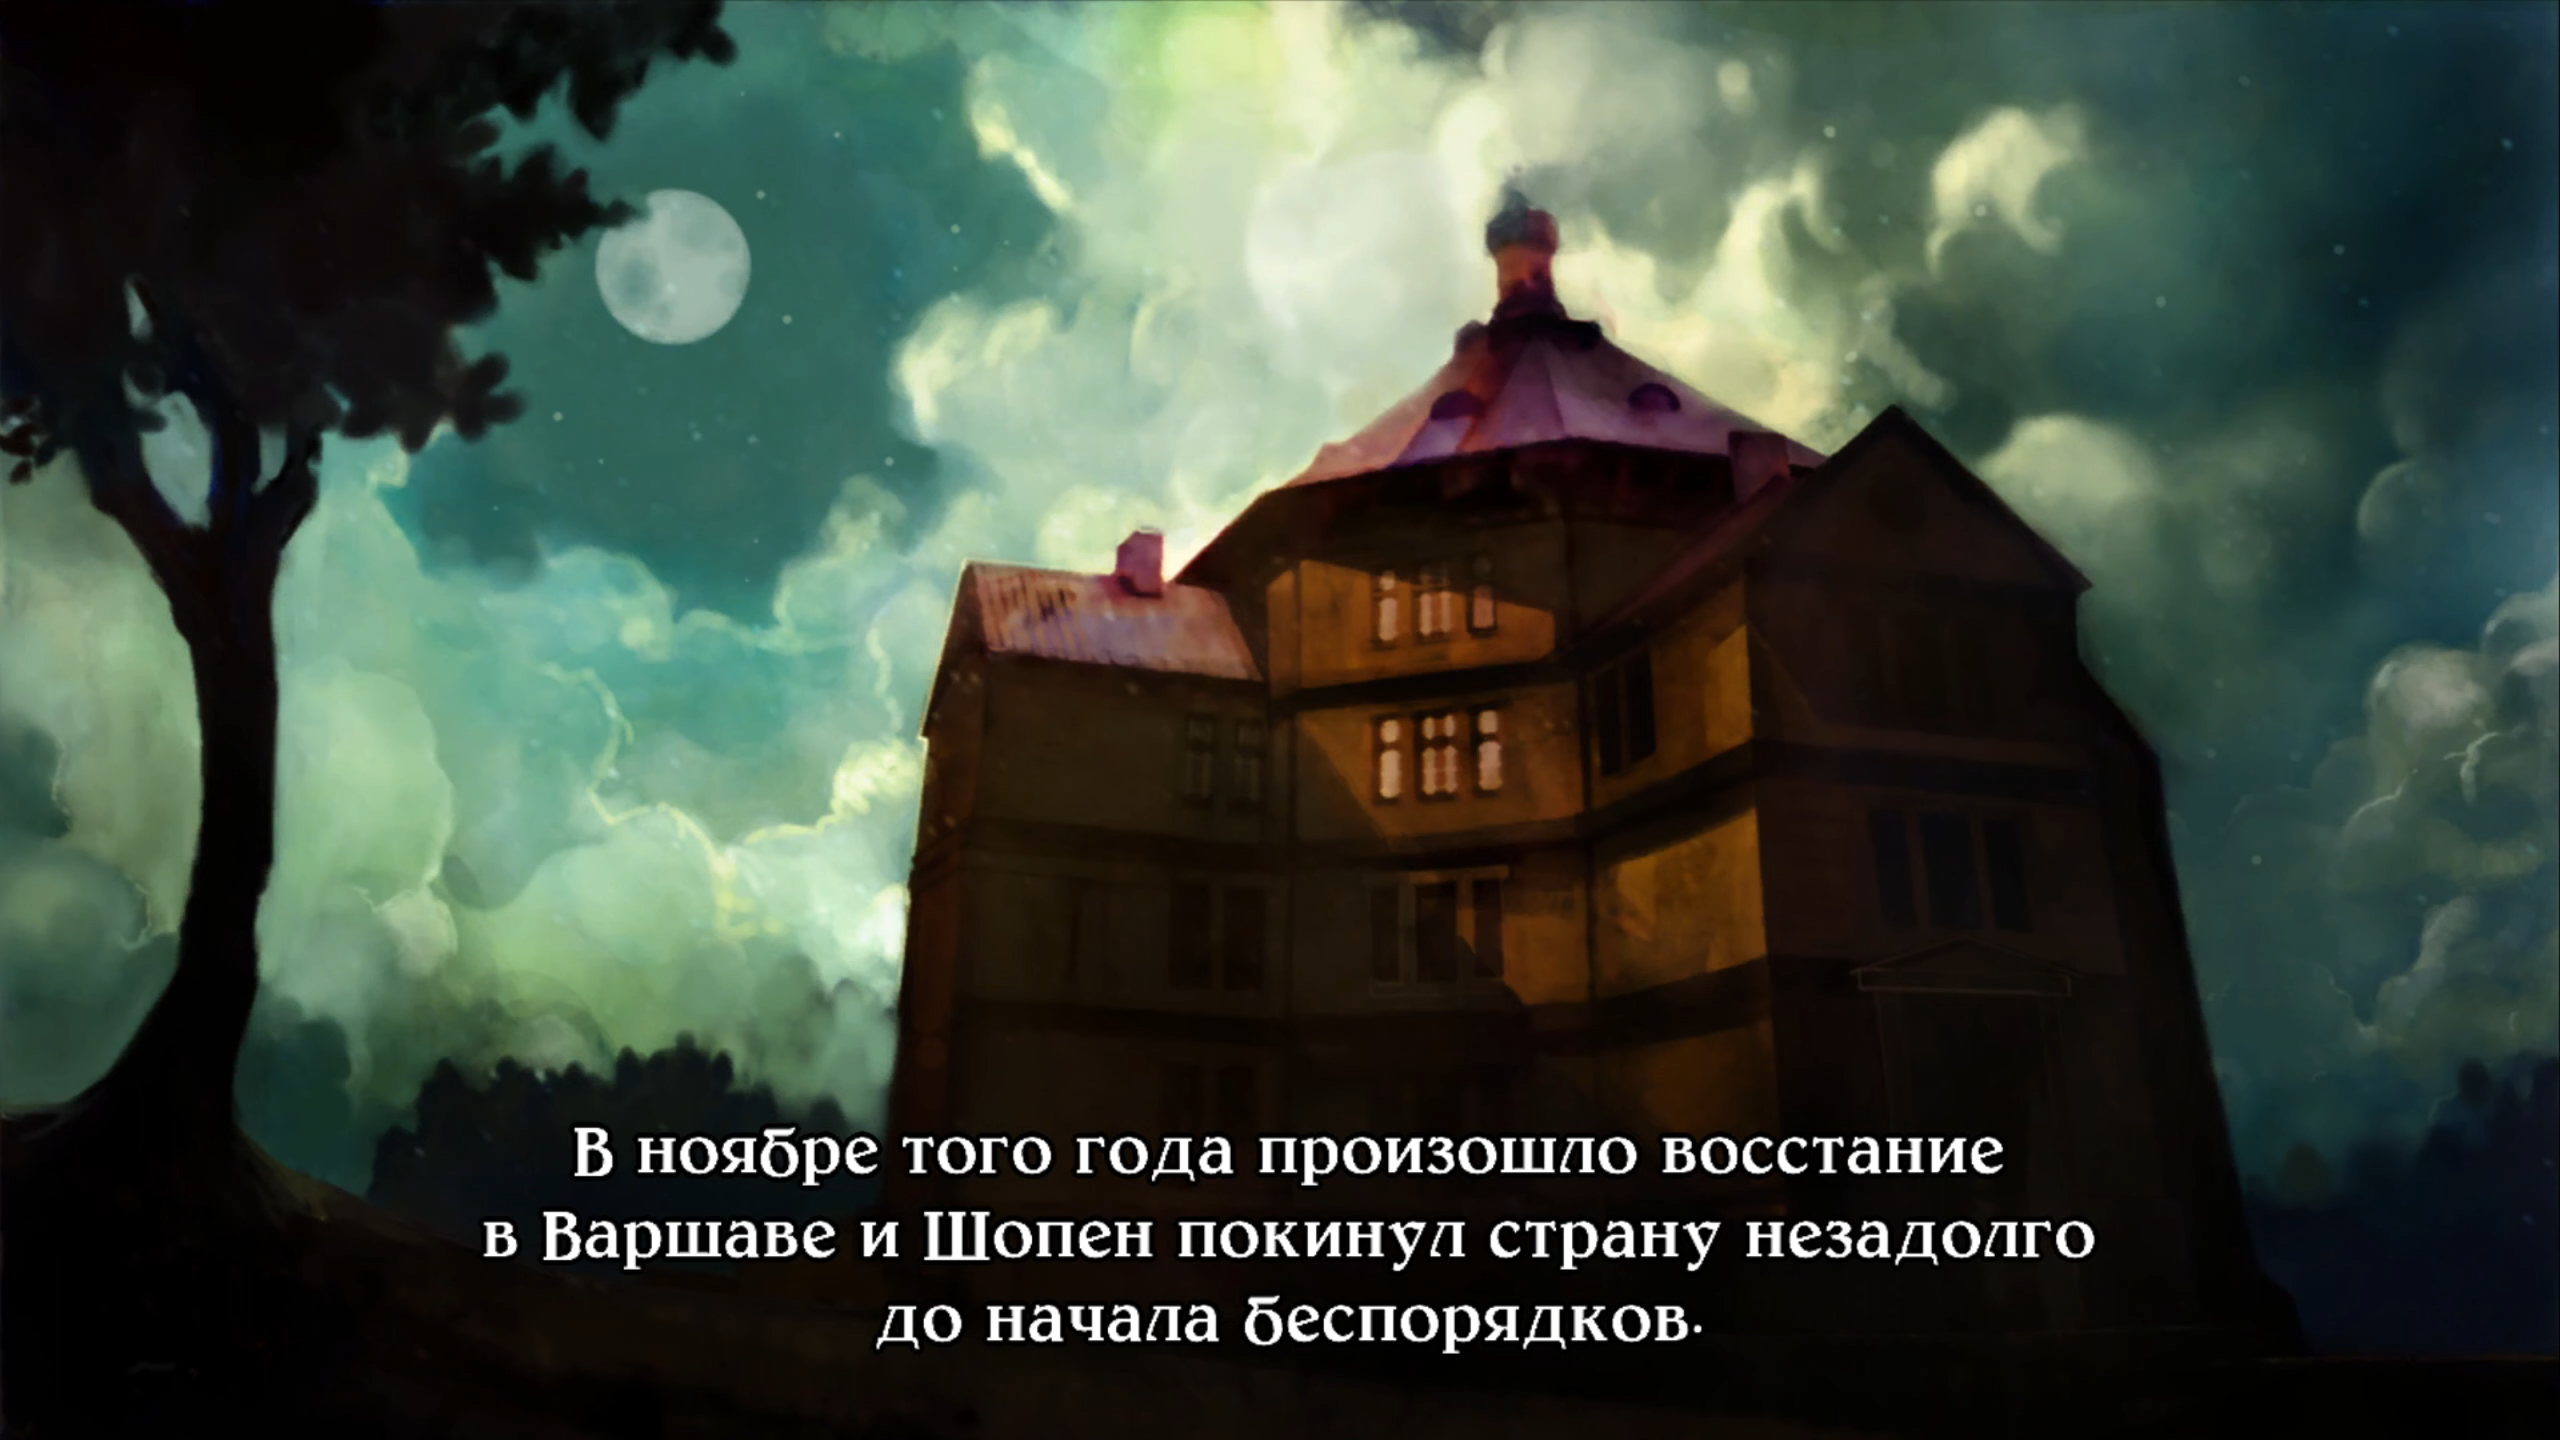 В ноябре того года произошло восстание
в Варшаве и Шопен покинул страну незадолго
до начала беспорядков.